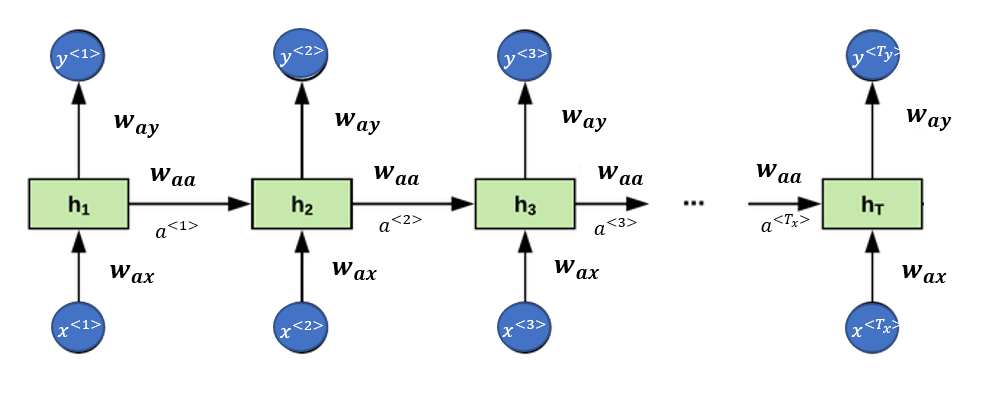 y<1> y<2> y<3> y<Ty>
way way way way
waa waa waa waa
h1 h2 h3 ... hT
a<1> a<2> a<3> a<Tx>
wax wax wax wax
x<1> x<2> x<3> x<Tx>